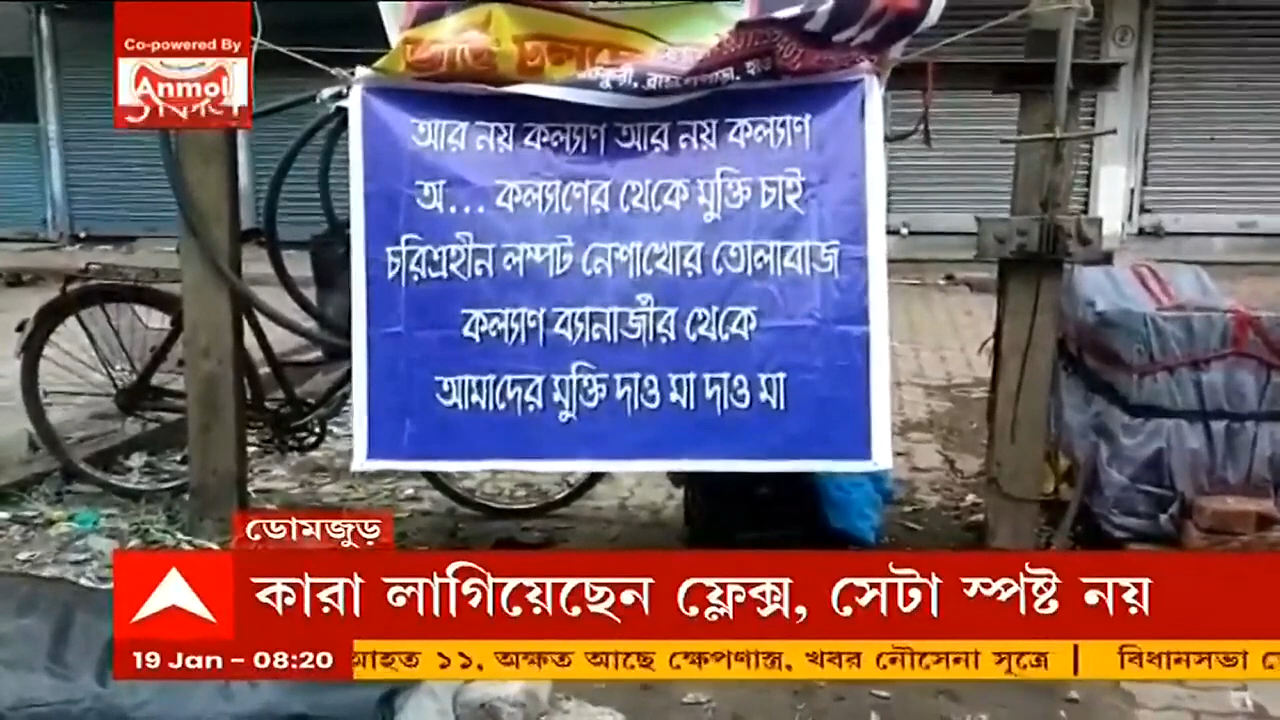 Co-powered By
Anmol
আর নয় কল্যাণ আর নয় কল্যাণ
অ... কল্যাণের থেকে মুক্তি চাই
চরিত্রহীন লম্পট নেশাখোর তোলাবাজ
কল্যাণ ব্যানার্জীর থেকে
আমাদের মুক্তি দাও মা দাও মা
ডোমজুড়
কারা লাগিয়েছেন ফ্লেক্স, সেটা স্পষ্ট নয়
19 Jan - 08:20
আহত ১১, অক্ষত আছে ক্ষেপণাস্ত্র, খবর নৌসেনা সূত্রে | বিধানসভা